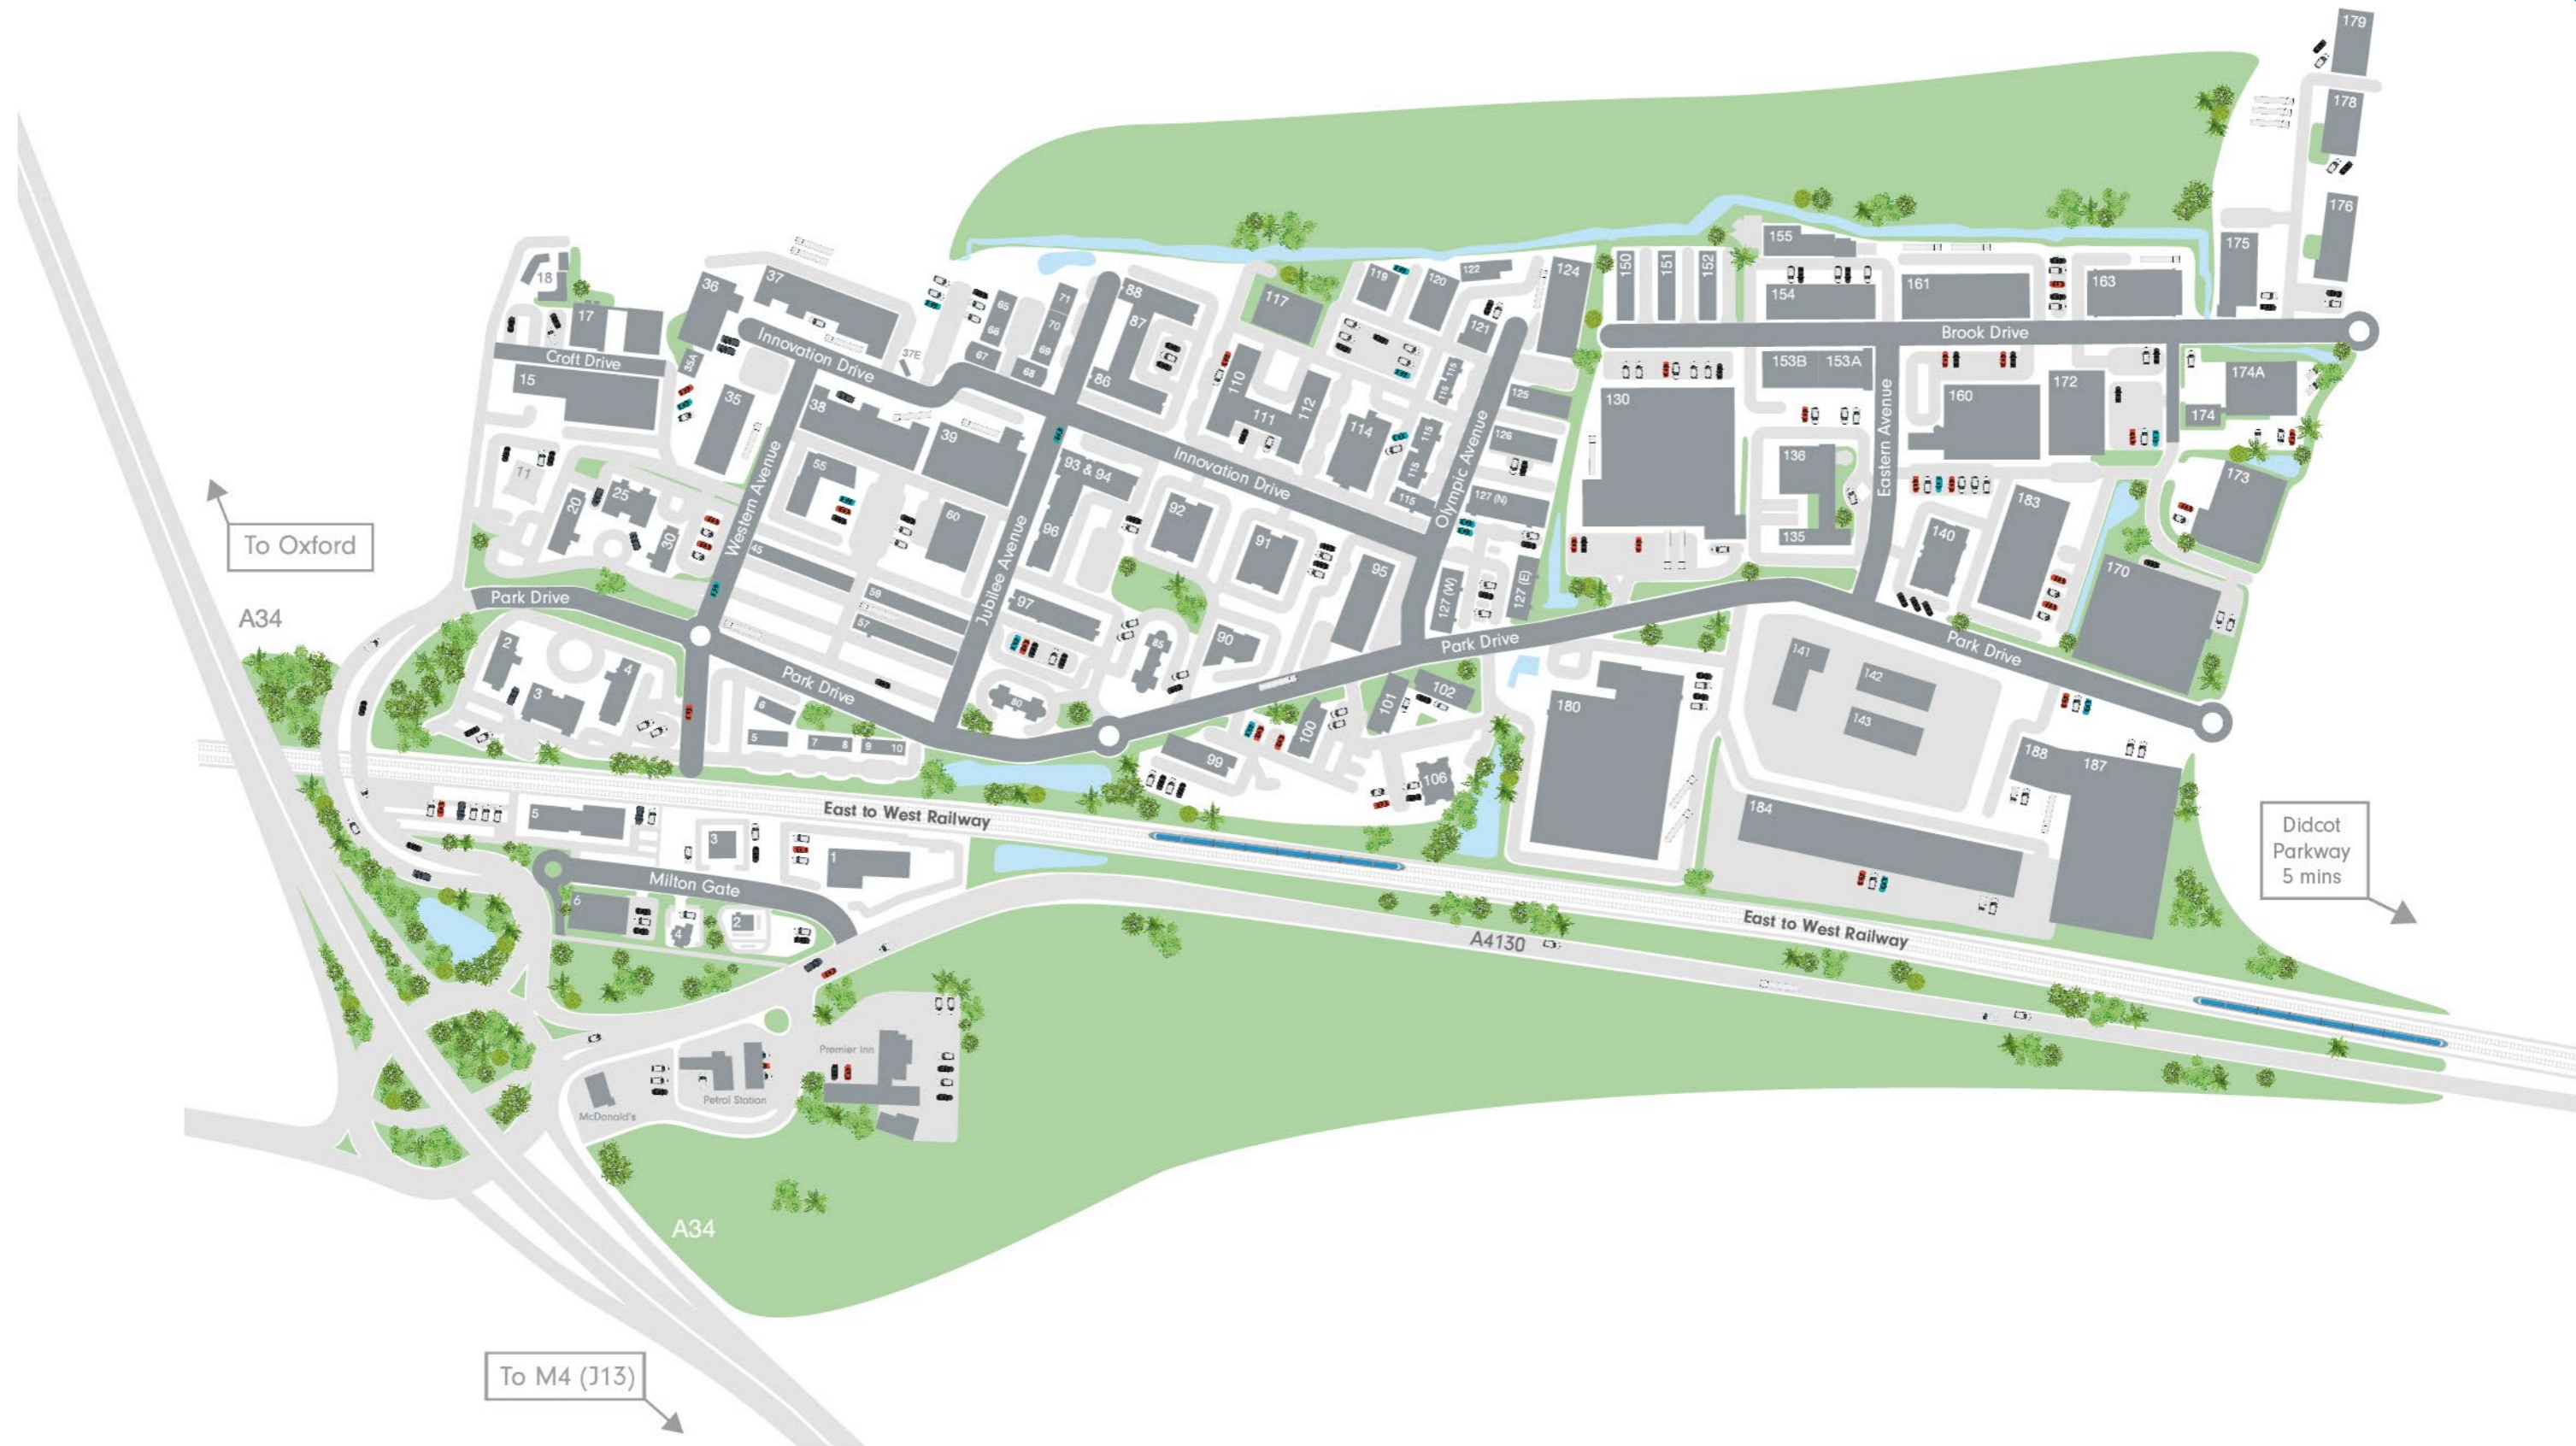 179
178
176
175
155
150
151
152
154
161
163
Brook Drive
153B
153A
130
160
172
174A
174
173
136
135
Eastern Avenue
140
183
170
18
17
Croft Drive
15
11
20
25
30
36
35A
35
37
37E
Innovation Drive
38
39
Western Avenue
55
60
45
59
57
65
66
67
68
69
70
71
88
87
86
Jubilee Avenue
93 & 94
96
97
92
91
95
90
85
80
Innovation Drive
117
110
111
112
114
115
115
115
115
115
119
120
122
121
124
125
126
127 (N)
127 (W)
127 (E)
Olympic Avenue
To Oxford
A34
Park Drive
2
3
4
Park Drive
6
5
7
8
9
10
99
100
101
102
106
Park Drive
180
141
142
143
Park Drive
184
188
187
East to West Railway
5
3
1
Milton Gate
6
4
2
East to West Railway
A4130
Didcot
Parkway
5 mins
Premier Inn
Petrol Station
McDonald's
A34
To M4 (J13)